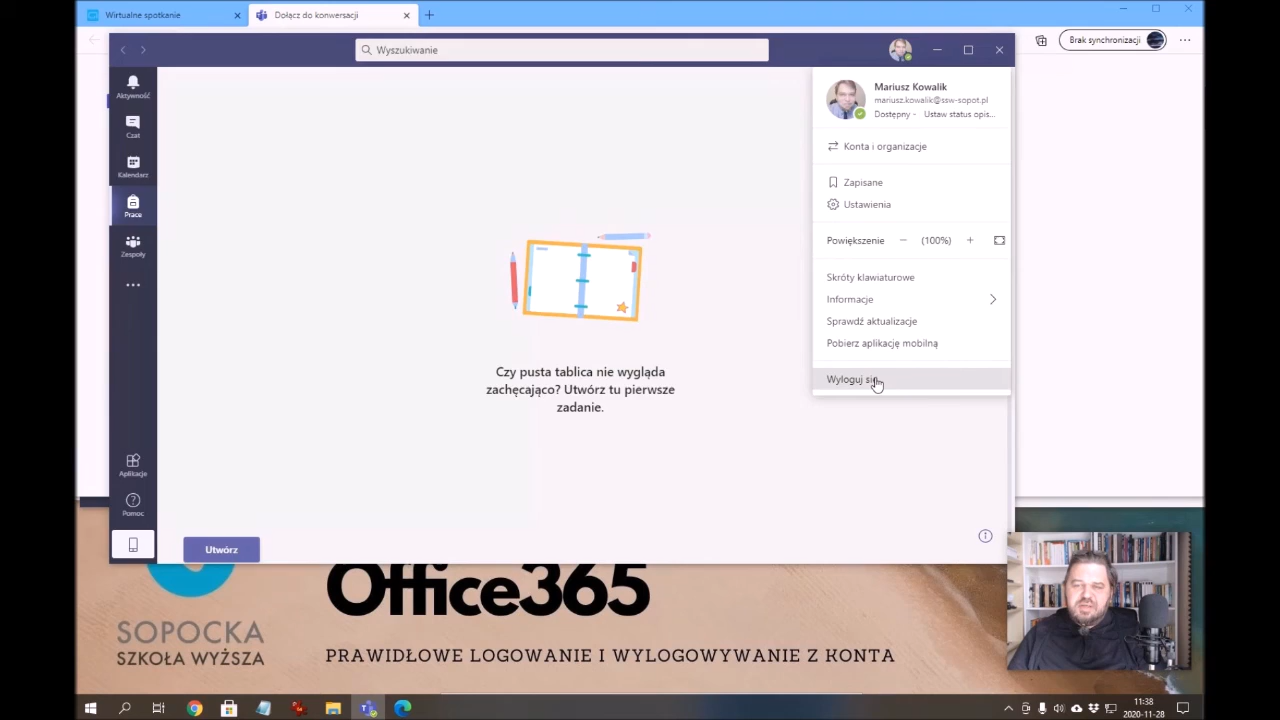 Wirtualne spotkanie
Dołącz do konwersacji
Brak synchronizacji
Wyszukiwanie
Aktywność
Czat
Kalendarz
Prace
Zespoły
Aplikacje
Pomoc
Mariusz Kowalik
mariusz.kowalik@ssw-sopot.pl
Dostępny - Ustaw status opis...
Konta i organizacje
Zapisane
Ustawienia
Powiększenie − (100%) +
Skróty klawiaturowe
Informacje
Sprawdź aktualizacje
Pobierz aplikację mobilną
Wyloguj się
Czy pusta tablica nie wygląda
zachęcająco? Utwórz tu pierwsze
zadanie.
Utwórz
Office365
SOPOCKA
SZKOŁA WYŻSZA
PRAWIDŁOWE LOGOWANIE I WYLOGOWYWANIE Z KONTA
11:38
2020-11-28